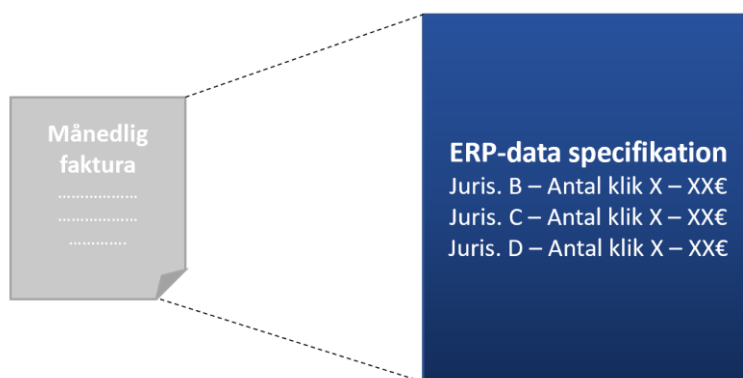 Månedlig
faktura
..................
..................
.............
ERP-data specifikation
Juris. B – Antal klik X – XX€
Juris. C – Antal klik X – XX€
Juris. D – Antal klik X – XX€